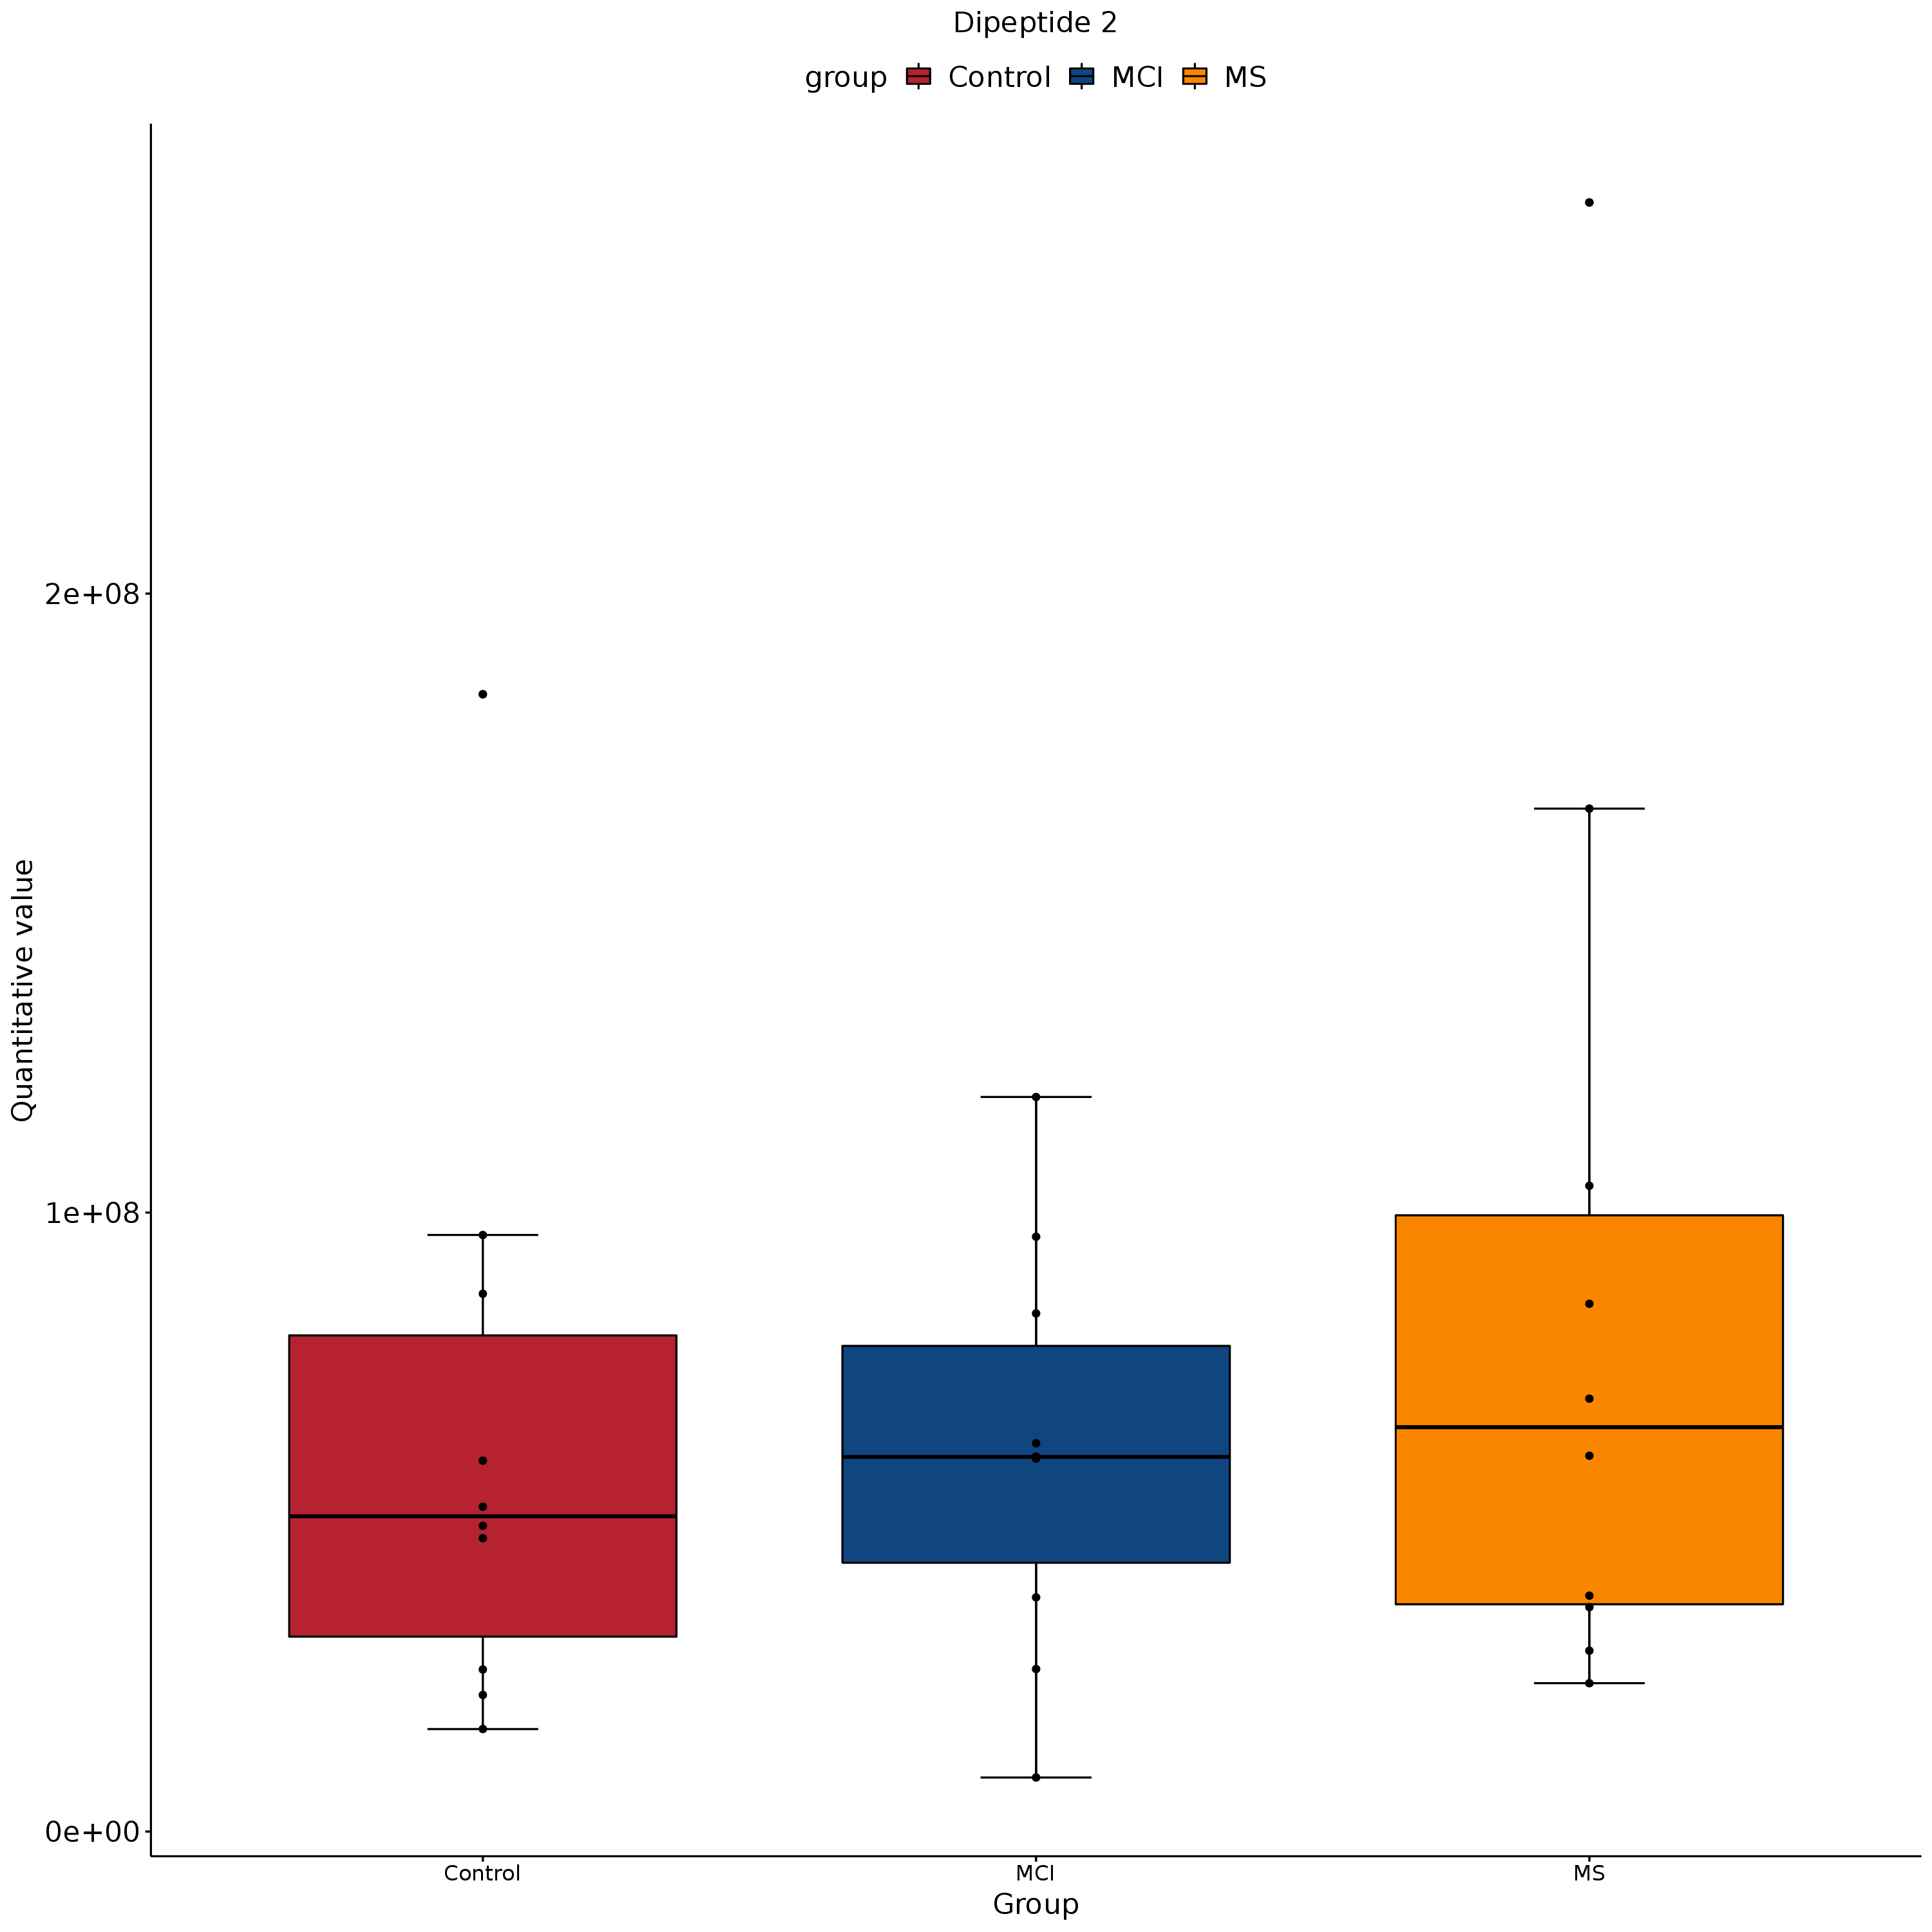 Dipeptide 2
group Control MCI MS
Quantitative value
2e+08
1e+08
0e+00
Control MCI MS
Group